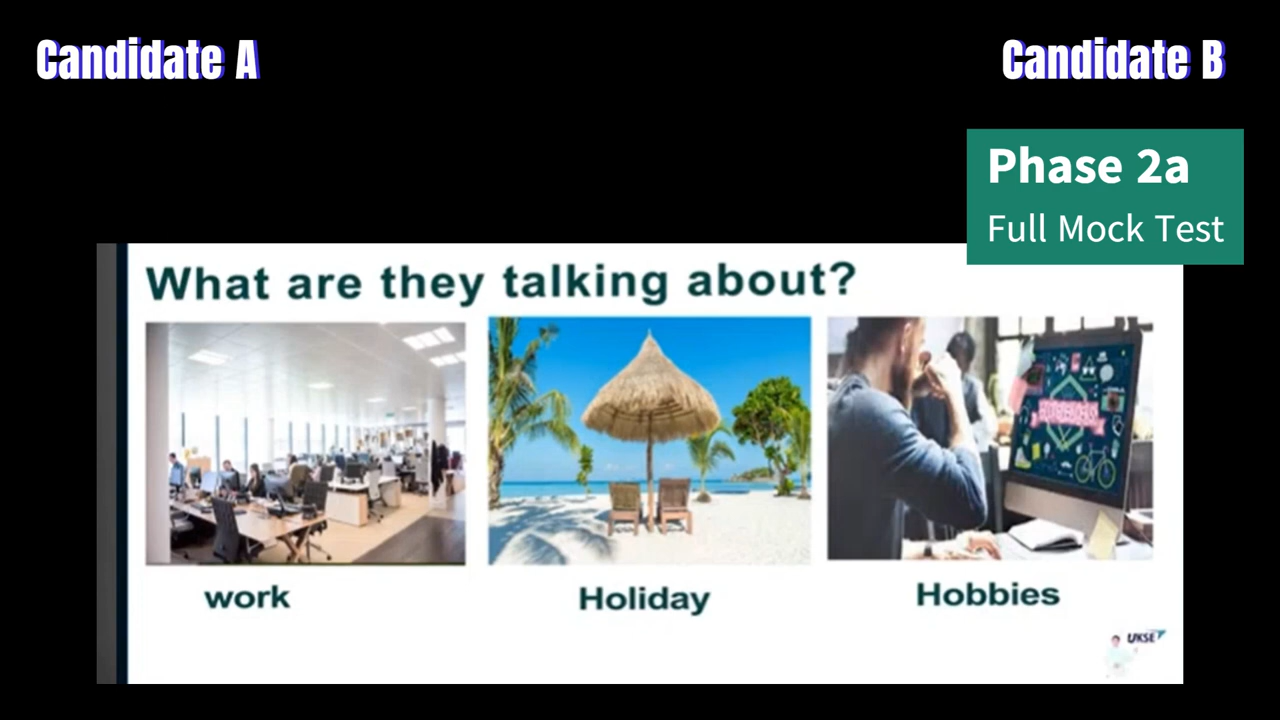 Candidate A
Candidate B
Phase 2a
Full Mock Test
What are they talking about?
work
Holiday
Hobbies
UKSE